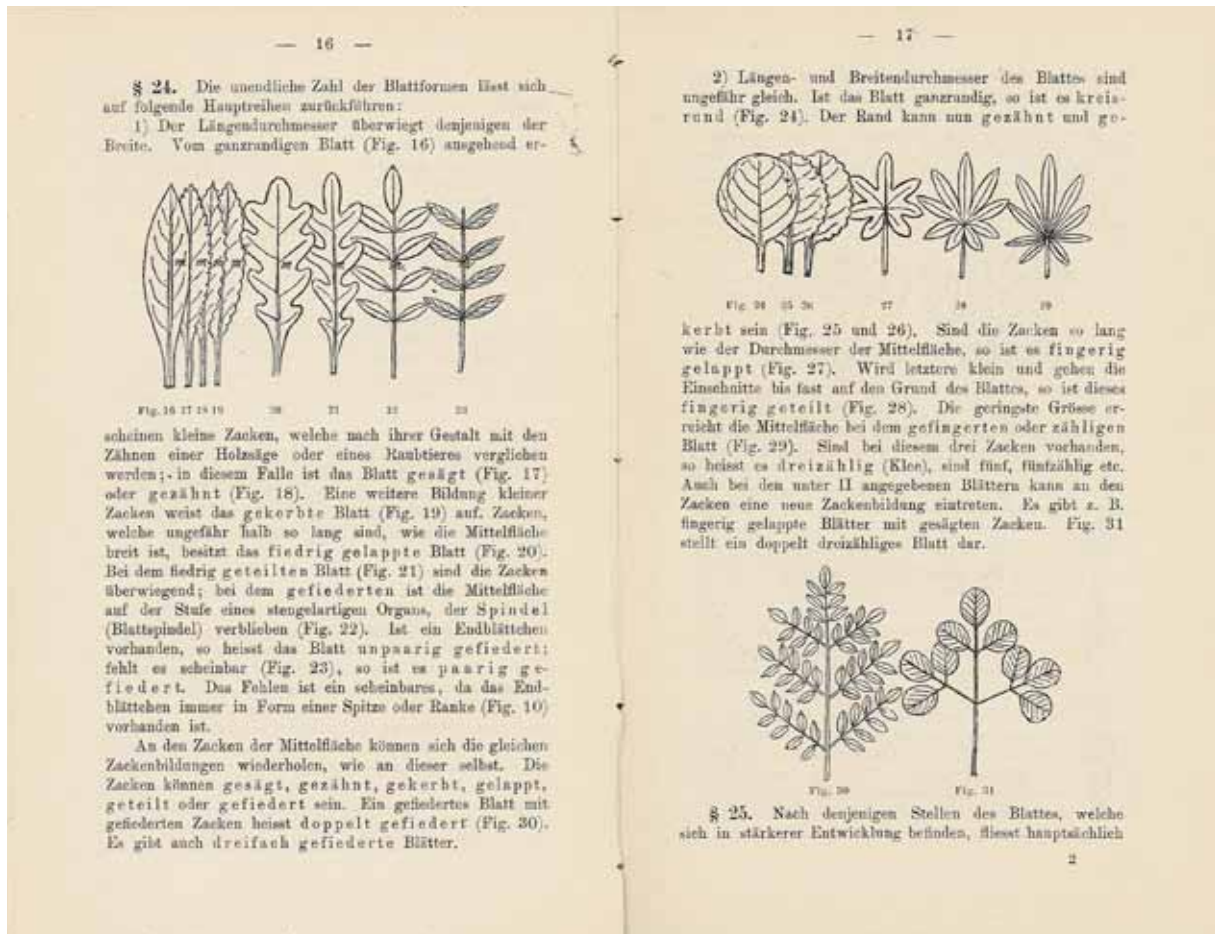 — 16 —
§ 24. Die unendliche Zahl der Blattformen lässt sich
auf folgende Hauptreihen zurückführen:
1) Der Längendurchmesser überwiegt denjenigen der
Breite. Vom ganzrandigen Blatt (Fig. 16) ausgehend er-
Fig. 16 17 18 19 20 21 22 23
scheinen kleine Zacken, welche nach ihrer Gestalt mit den
Zähnen einer Holzsäge oder eines Raubtieres verglichen
werden; in diesem Falle ist das Blatt gesägt (Fig. 17)
oder gezähnt (Fig. 18). Eine weitere Bildung kleiner
Zacken weist das gekerbte Blatt (Fig. 19) auf. Zacken,
welche ungefähr halb so lang sind, wie die Mittelfläche
breit ist, besitzt das fiedrig gelappte Blatt (Fig. 20).
Bei dem fiedrig geteilten Blatt (Fig. 21) sind die Zacken
überwiegend; bei dem gefiederten ist die Mittelfläche
auf der Stufe eines stengelartigen Organs, der Spindel
(Blattspindel) verblieben (Fig. 22). Ist ein Endblättchen
vorhanden, so heisst das Blatt unpaarig gefiedert;
fehlt es scheinbar (Fig. 23), so ist es paarig ge-
fiedert. Das Fehlen ist ein scheinbares, da das End-
blättchen immer in Form einer Spitze oder Ranke (Fig. 10)
vorhanden ist.
An den Zacken der Mittelfläche können sich die gleichen
Zackenbildungen wiederholen, wie an dieser selbst. Die
Zacken können gesägt, gezähnt, gekerbt, gelappt,
geteilt oder gefiedert sein. Ein gefiedertes Blatt mit
gefiederten Zacken heisst doppelt gefiedert (Fig. 30).
Es gibt auch dreifach gefiederte Blätter.
— 17 —
2) Längen- und Breitendurchmesser des Blattes sind
ungefähr gleich. Ist das Blatt ganzrandig, so ist es kreis-
rund (Fig. 24). Der Rand kann nun gezähnt und ge-
Fig. 24 25 26 27 28 29
kerbt sein (Fig. 25 und 26). Sind die Zacken so lang
wie der Durchmesser der Mittelfläche, so ist es fingerig
gelappt (Fig. 27). Wird letztere klein und gehen die
Einschnitte bis fast auf den Grund des Blattes, so ist dieses
fingerig geteilt (Fig. 28). Die geringste Grösse er-
reicht die Mittelfläche bei dem gefingerten oder zähligen
Blatt (Fig. 29). Sind bei diesem drei Zacken vorhanden,
so heisst es dreizählig (Klee), sind fünf, fünfzählig etc.
Auch bei den unter II angegebenen Blättern kann an den
Zacken eine neue Zackenbildung eintreten. Es gibt z. B.
fingerig gelappte Blätter mit gesägten Zacken. Fig. 31
stellt ein doppelt dreizähliges Blatt dar.
Fig. 30 Fig. 31
§ 25. Nach denjenigen Stellen des Blattes, welche
sich in stärkerer Entwicklung befinden, fliesst hauptsächlich
2